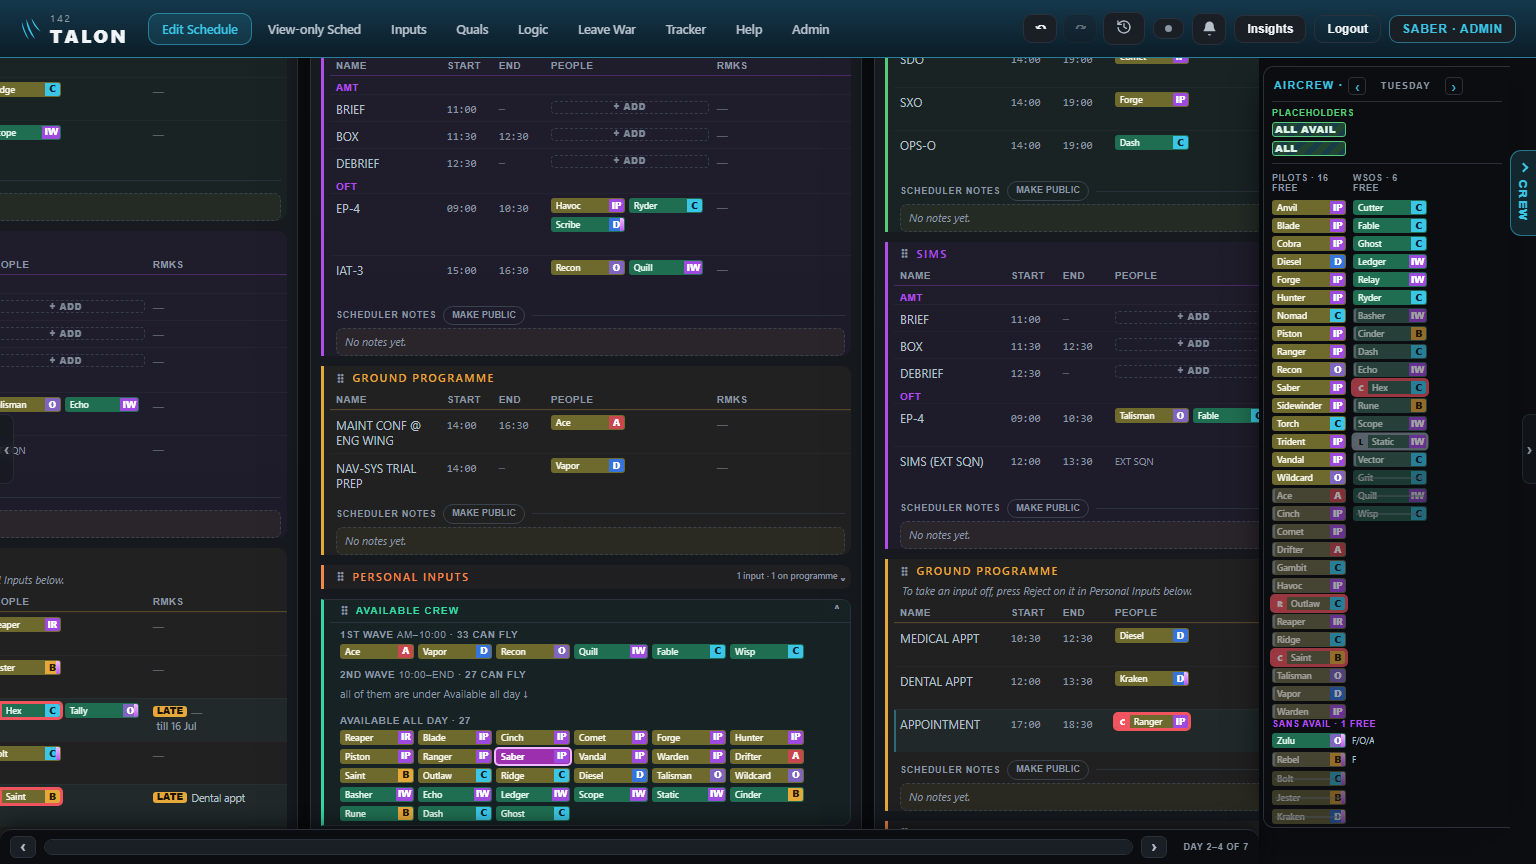 142
TALON
Edit Schedule
View-only Sched
Inputs
Quals
Logic
Leave War
Tracker
Help
Admin
Insights
Logout
SABER · ADMIN
C
—
IW
—
RMKS
+ ADD —
+ ADD —
+ ADD —
O Echo IW —
—
RMKS
IR —
B —
Hex C Tally O LATE —
till 16 Jul
C —
Saint B LATE Dental appt
NAME START END PEOPLE RMKS
AMT
BRIEF 11:00 — + ADD —
BOX 11:30 12:30 + ADD —
DEBRIEF 12:30 — + ADD —
OFT
EP-4 09:00 10:30 Havoc IP Ryder C —
Scribe D
IAT-3 15:00 16:30 Recon O Quill IW —
SCHEDULER NOTES MAKE PUBLIC
No notes yet.
GROUND PROGRAMME
NAME START END PEOPLE RMKS
MAINT CONF @ 14:00 16:30 Ace A —
ENG WING
NAV-SYS TRIAL 14:00 — Vapor D —
PREP
SCHEDULER NOTES MAKE PUBLIC
No notes yet.
PERSONAL INPUTS 1 input · 1 on programme
AVAILABLE CREW
1ST WAVE AM–10:00 · 33 CAN FLY
Ace A Vapor D Recon O Quill IW Fable C Wisp C
2ND WAVE 10:00–END · 27 CAN FLY
all of them are under Available all day ↓
AVAILABLE ALL DAY · 27
Reaper IR Blade IP Cinch IP Comet IP Forge IP Hunter IP
Piston IP Ranger IP Saber IP Vandal IP Warden IP Drifter A
Saint B Outlaw C Ridge C Diesel D Talisman O Wildcard O
Basher IW Echo IW Ledger IW Scope IW Static IW Cinder B
Rune B Dash C Ghost C
14:00 19:00
SXO 14:00 19:00 Forge IP
OPS-O 14:00 19:00 Dash C
SCHEDULER NOTES MAKE PUBLIC
No notes yet.
SIMS
NAME START END PEOPLE
AMT
BRIEF 11:00 — + ADD
BOX 11:30 12:30 + ADD
DEBRIEF 12:30 — + ADD
OFT
EP-4 09:00 10:30 Talisman O Fable
SIMS (EXT SQN) 12:00 13:30 EXT SQN
SCHEDULER NOTES MAKE PUBLIC
No notes yet.
GROUND PROGRAMME
To take an input off, press Reject on it in Personal Inputs below.
NAME START END PEOPLE
MEDICAL APPT 10:30 12:30 Diesel D
DENTAL APPT 12:00 13:30 Kraken D
APPOINTMENT 17:00 18:30 C Ranger IP
SCHEDULER NOTES MAKE PUBLIC
No notes yet.
AIRCREW · ‹ TUESDAY ›
PLACEHOLDERS
ALL AVAIL
ALL
PILOTS · 16 FREE
WSOS · 6 FREE
Anvil IP Cutter C
Blade IP Fable C
Cobra IP Ghost C
Diesel D Ledger IW
Forge IP Relay IW
Hunter IP Ryder C
Nomad C Basher IW
Piston IP Cinder B
Ranger IP Dash C
Recon O Echo IW
Saber IP C Hex C
Sidewinder IP Rune B
Torch C Scope IW
Trident IP L Static IW
Vandal IP Vector C
Wildcard O Grit C
Ace A Quill IW
Cinch IP Wisp C
Comet IP
Drifter A
Gambit C
Havoc IP
R Outlaw C
Reaper IR
Ridge C
C Saint B
Talisman O
Vapor D
Warden IP
SANS AVAIL · 1 FREE
Zulu O F/O/A
Rebel B F
Bolt C
Jester B
Kraken D
CREW
DAY 2–4 OF 7